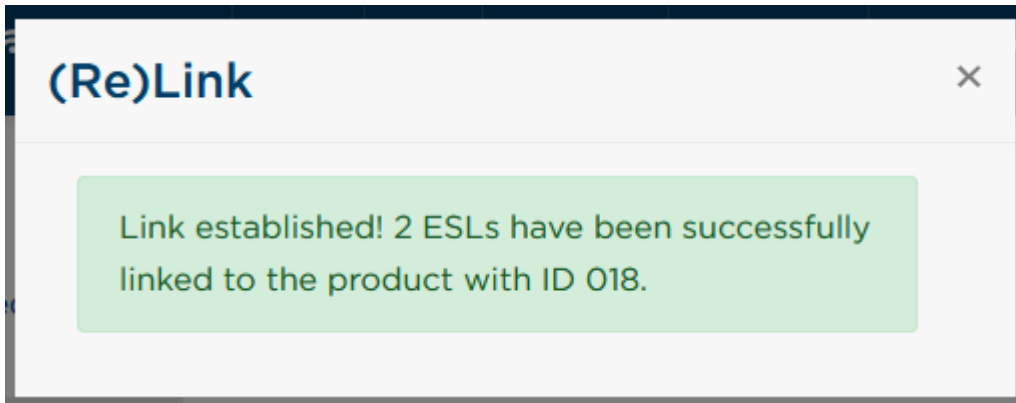 (Re)Link
×
Link established! 2 ESLs have been successfully
linked to the product with ID 018.